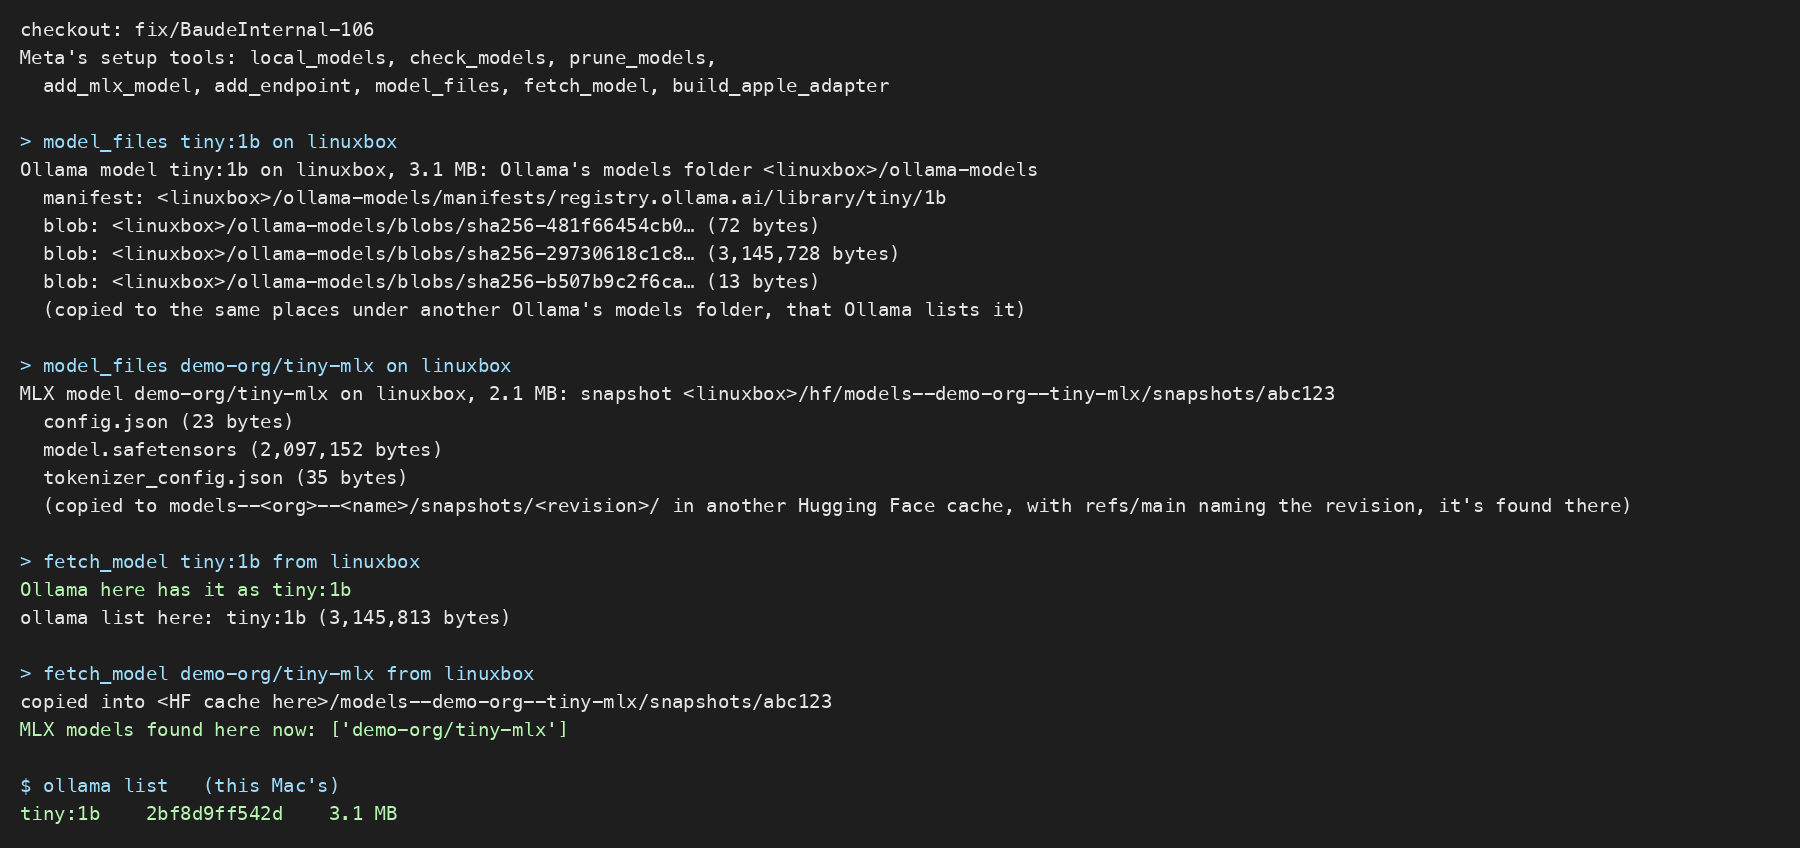 checkout: fix/BaudeInternal-106
Meta's setup tools: local_models, check_models, prune_models,
  add_mlx_model, add_endpoint, model_files, fetch_model, build_apple_adapter

> model_files tiny:1b on linuxbox
Ollama model tiny:1b on linuxbox, 3.1 MB: Ollama's models folder <linuxbox>/ollama-models
  manifest: <linuxbox>/ollama-models/manifests/registry.ollama.ai/library/tiny/1b
  blob: <linuxbox>/ollama-models/blobs/sha256-481f66454cb0… (72 bytes)
  blob: <linuxbox>/ollama-models/blobs/sha256-29730618c1c8… (3,145,728 bytes)
  blob: <linuxbox>/ollama-models/blobs/sha256-b507b9c2f6ca… (13 bytes)
  (copied to the same places under another Ollama's models folder, that Ollama lists it)

> model_files demo-org/tiny-mlx on linuxbox
MLX model demo-org/tiny-mlx on linuxbox, 2.1 MB: snapshot <linuxbox>/hf/models--demo-org--tiny-mlx/snapshots/abc123
  config.json (23 bytes)
  model.safetensors (2,097,152 bytes)
  tokenizer_config.json (35 bytes)
  (copied to models--<org>--<name>/snapshots/<revision>/ in another Hugging Face cache, with refs/main naming the revision, it's found there)

> fetch_model tiny:1b from linuxbox
Ollama here has it as tiny:1b
ollama list here: tiny:1b (3,145,813 bytes)

> fetch_model demo-org/tiny-mlx from linuxbox
copied into <HF cache here>/models--demo-org--tiny-mlx/snapshots/abc123
MLX models found here now: ['demo-org/tiny-mlx']

$ ollama list   (this Mac's)
tiny:1b    2bf8d9ff542d    3.1 MB